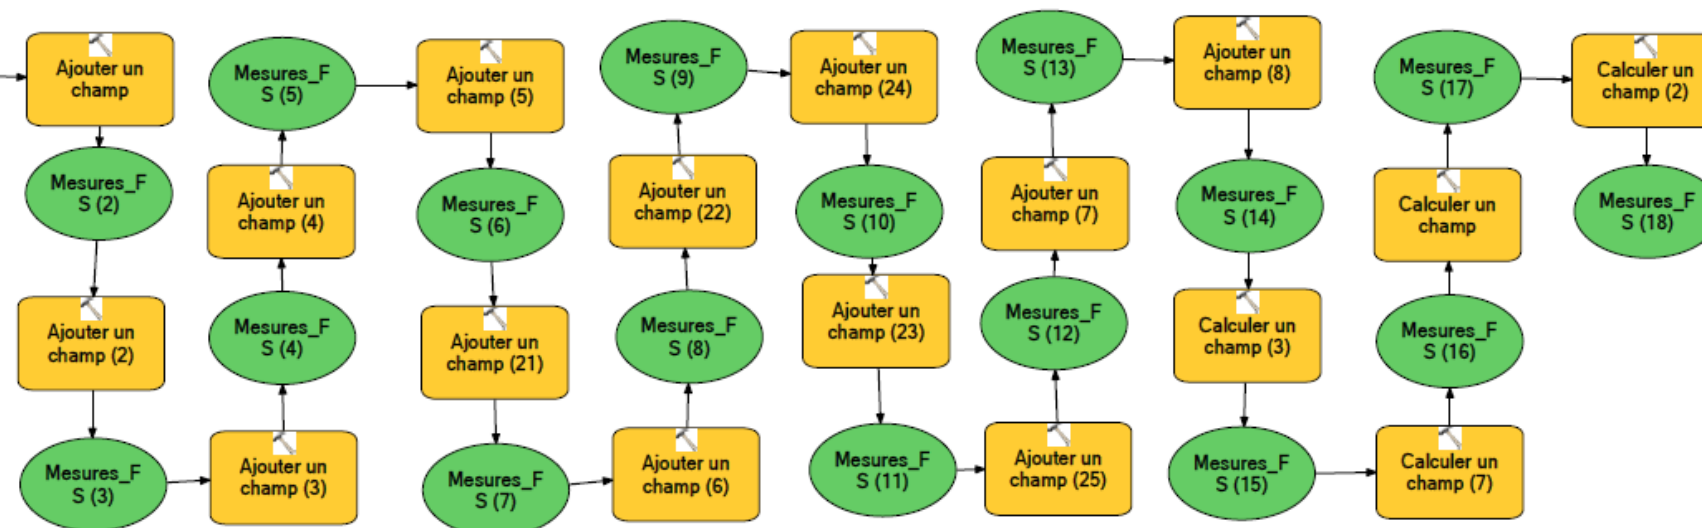 Ajouter un
champ
Mesures_F
S (2)
Ajouter un
champ (2)
Mesures_F
S (3)
Ajouter un
champ (3)
Mesures_F
S (4)
Ajouter un
champ (4)
Mesures_F
S (5)
Ajouter un
champ (5)
Mesures_F
S (6)
Ajouter un
champ (21)
Mesures_F
S (7)
Ajouter un
champ (6)
Mesures_F
S (8)
Ajouter un
champ (22)
Mesures_F
S (9)
Ajouter un
champ (24)
Mesures_F
S (10)
Ajouter un
champ (23)
Mesures_F
S (11)
Ajouter un
champ (25)
Mesures_F
S (12)
Ajouter un
champ (7)
Mesures_F
S (13)
Ajouter un
champ (8)
Mesures_F
S (14)
Calculer un
champ (3)
Mesures_F
S (15)
Calculer un
champ (7)
Mesures_F
S (16)
Calculer un
champ
Mesures_F
S (17)
Calculer un
champ (2)
Mesures_F
S (18)